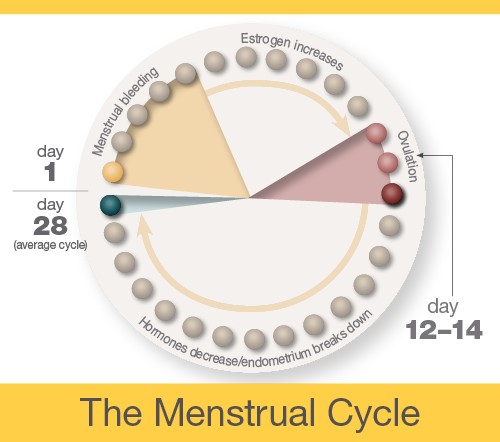 Estrogen increases
Menstrual bleeding
Ovulation
day
1
day
28
(average cycle)
day
12–14
Hormones decrease/endometrium breaks down
The Menstrual Cycle